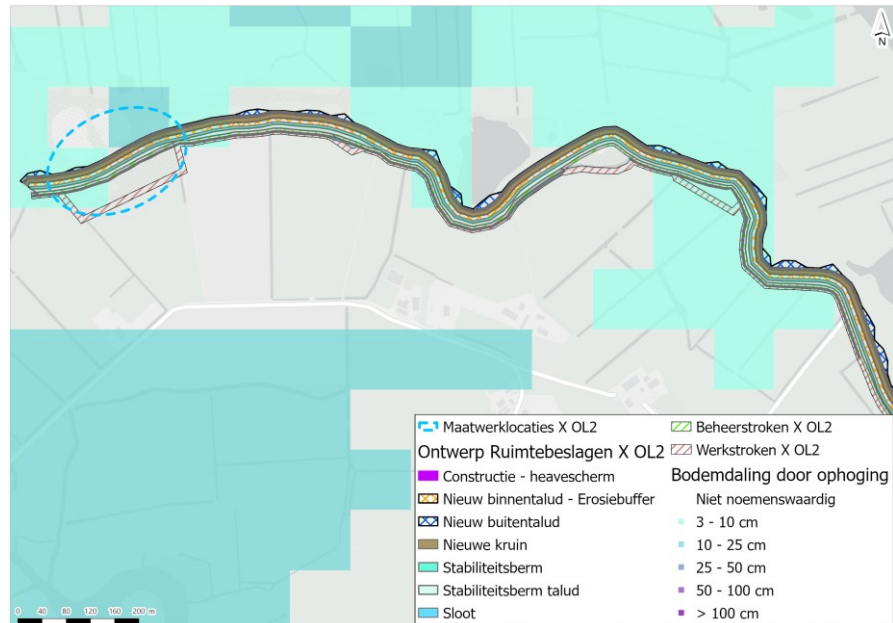 N
Maatwerklocaties X OL2
Ontwerp Ruimtebeslagen X OL2
Constructie - heavescherm
Nieuw binnentalud - Erosiebuffer
Nieuw buitentalud
Nieuwe kruin
Stabiliteitsberm
Stabiliteitsberm talud
Sloot
Beheerstroken X OL2
Werkstroken X OL2
Bodemdaling door ophoging
Niet noemenswaardig
3 - 10 cm
10 - 25 cm
25 - 50 cm
50 - 100 cm
> 100 cm
0 40 80 120 160 200 m